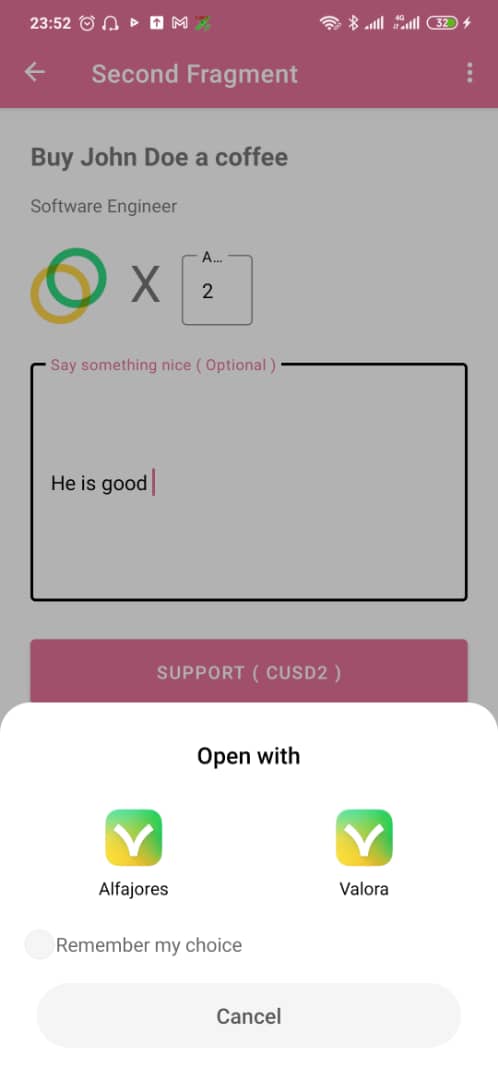 23:52 4G 32
Second Fragment
Buy John Doe a coffee
Software Engineer
X
A...
2
Say something nice ( Optional )
He is good
SUPPORT ( CUSD2 )
Open with
Alfajores Valora
Remember my choice
Cancel